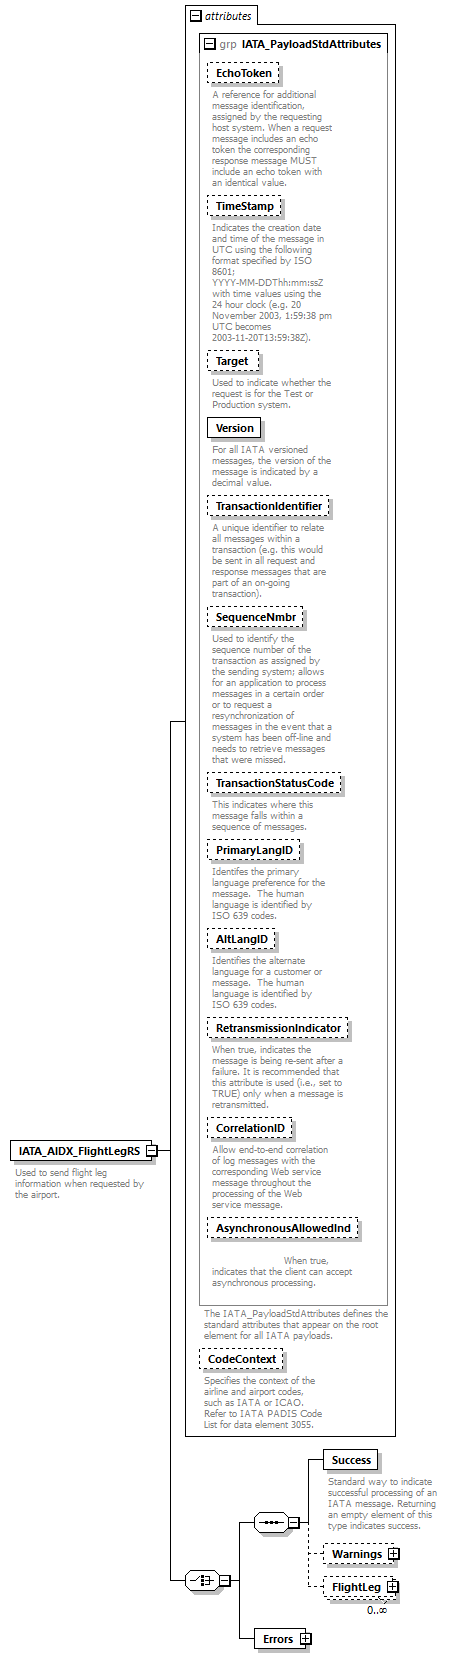 attributes
grp IATA_PayloadStdAttributes
EchoToken
A reference for additional
message identification,
assigned by the requesting
host system. When a request
message includes an echo
token the corresponding
response message MUST
include an echo token with
an identical value.
TimeStamp
Indicates the creation date
and time of the message in
UTC using the following
format specified by ISO
8601;
YYYY-MM-DDThh:mm:ssZ
with time values using the
24 hour clock (e.g. 20
November 2003, 1:59:38 pm
UTC becomes
2003-11-20T13:59:38Z).
Target
Used to indicate whether the
request is for the Test or
Production system.
Version
For all IATA versioned
messages, the version of the
message is indicated by a
decimal value.
TransactionIdentifier
A unique identifier to relate
all messages within a
transaction (e.g. this would
be sent in all request and
response messages that are
part of an on-going
transaction).
SequenceNmbr
Used to identify the
sequence number of the
transaction as assigned by
the sending system; allows
for an application to process
messages in a certain order
or to request a
resynchronization of
messages in the event that a
system has been off-line and
needs to retrieve messages
that were missed.
TransactionStatusCode
This indicates where this
message falls within a
sequence of messages.
PrimaryLangID
Identifes the primary
language preference for the
message.  The human
language is identified by
ISO 639 codes.
AltLangID
Identifies the alternate
language for a customer or
message.  The human
language is identified by
ISO 639 codes.
RetransmissionIndicator
When true, indicates the
message is being re-sent after a
failure. It is recommended that
this attribute is used (i.e., set to
TRUE) only when a message is
retransmitted.
CorrelationID
Allow end-to-end correlation
of log messages with the
corresponding Web service
message throughout the
processing of the Web
service message.
AsynchronousAllowedInd
When true,
indicates that the client can accept
asynchronous processing.
The IATA_PayloadStdAttributes defines the
standard attributes that appear on the root
element for all IATA payloads.
CodeContext
Specifies the context of the
airline and airport codes,
such as IATA or ICAO.
Refer to IATA PADIS Code
List for data element 3055.
IATA_AIDX_FlightLegRS
Used to send flight leg
information when requested by
the airport.
Success
Standard way to indicate
successful processing of an
IATA message. Returning
an empty element of this
type indicates success.
Warnings
FlightLeg
0..∞
Errors